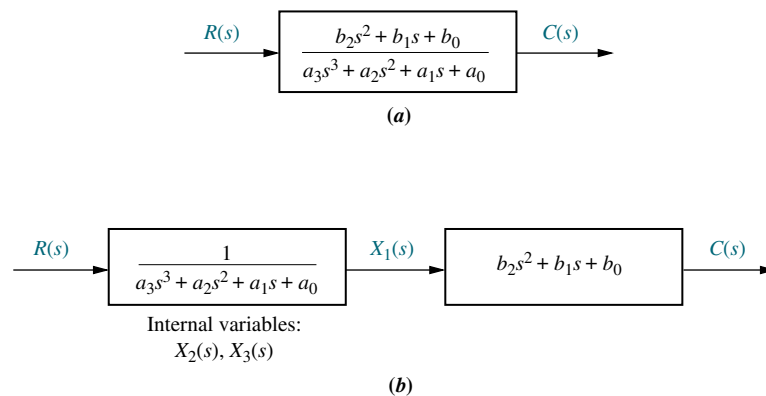 R(s)
b₂s² + b₁s + b₀
a₃s³ + a₂s² + a₁s + a₀
C(s)
(a)
R(s)
1
a₃s³ + a₂s² + a₁s + a₀
X₁(s)
b₂s² + b₁s + b₀
C(s)
Internal variables:
X₂(s), X₃(s)
(b)